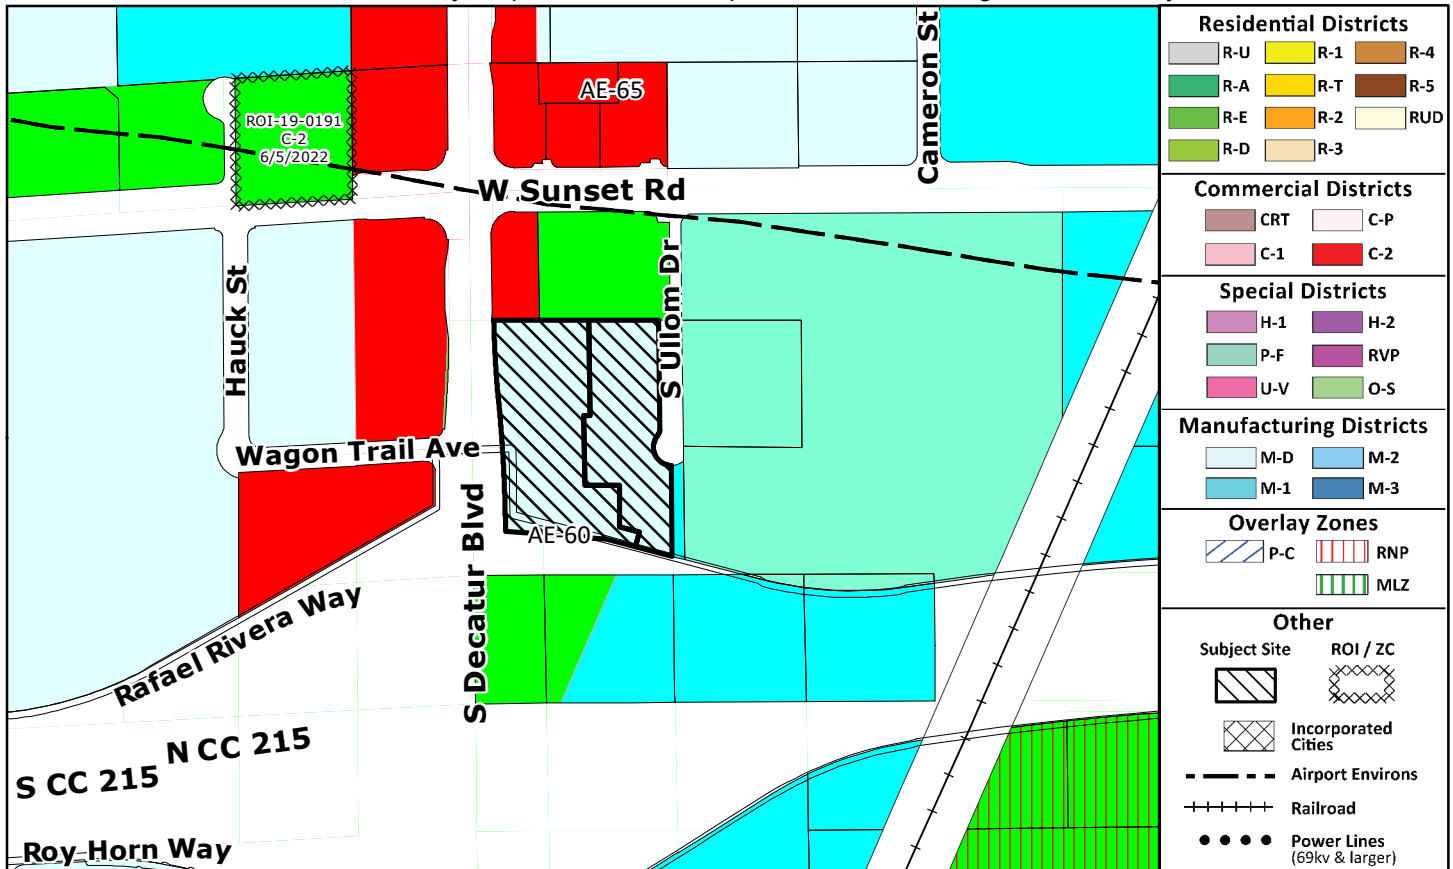 Cameron St
AE-65
ROI-19-0191
C-2
6/5/2022
W Sunset Rd
Hauck St
S Ullom Dr
Wagon Trail Ave
AE-60
S Decatur Blvd
Rafael Rivera Way
N CC 215
S CC 215
Roy Horn Way
Residential Districts
R-U R-1 R-4
R-A R-T R-5
R-E R-2 RUD
R-D R-3
Commercial Districts
CRT C-P
C-1 C-2
Special Districts
H-1 H-2
P-F RVP
U-V O-S
Manufacturing Districts
M-D M-2
M-1 M-3
Overlay Zones
P-C RNP
MLZ
Other
Subject Site ROI / ZC
Incorporated
Cities
Airport Environs
Railroad
Power Lines
(69kv & larger)